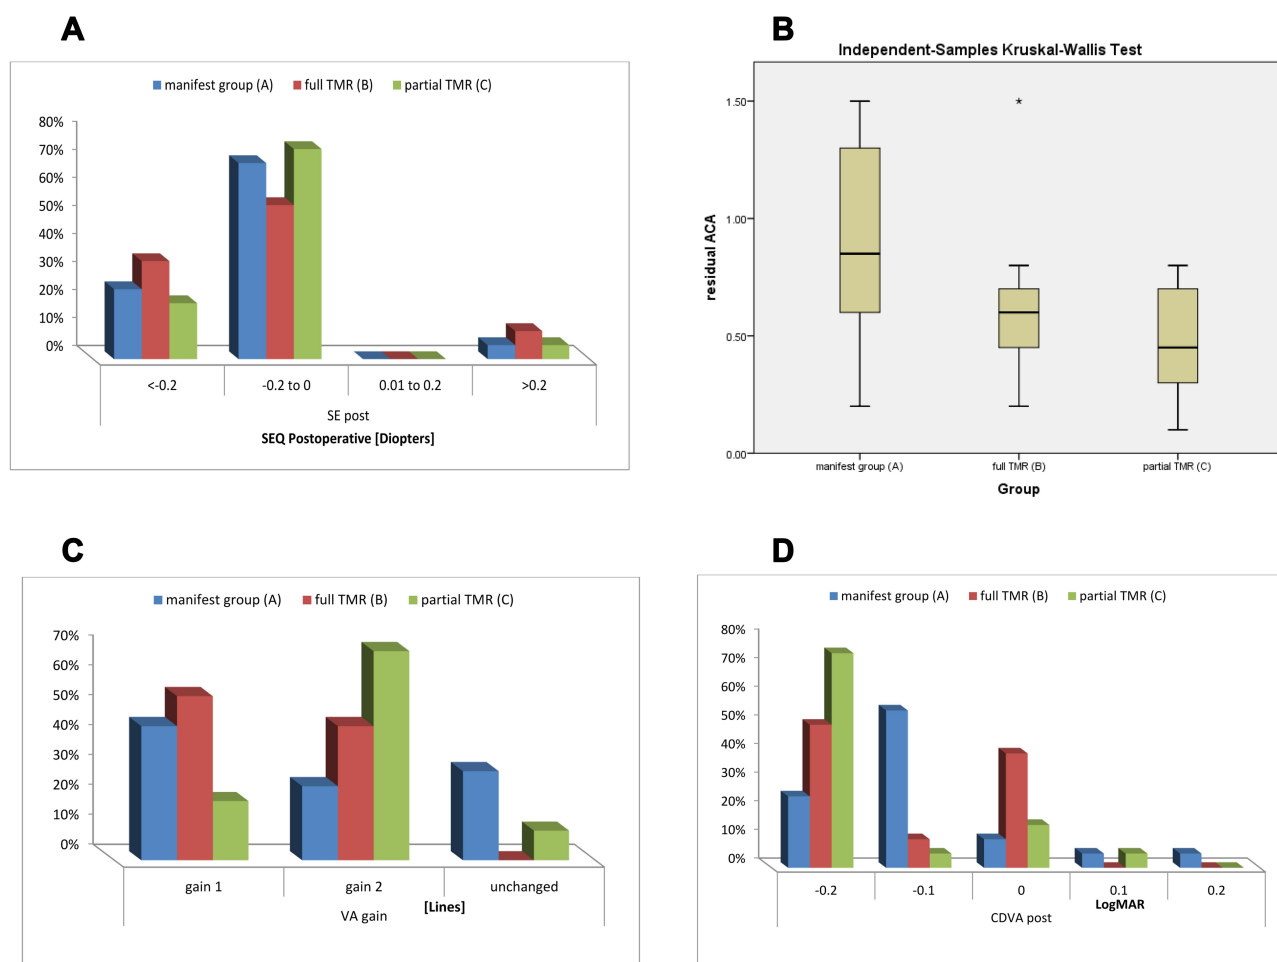 A
manifest group (A) full TMR (B) partial TMR (C)
80%
70%
60%
50%
40%
30%
20%
10%
0%
<-0.2 -0.2 to 0 0.01 to 0.2 >0.2
SE post
SEQ Postoperative [Diopters]
B
Independent-Samples Kruskal-Wallis Test
residual ACA
1.50
1.00
0.50
0.00
*
manifest group (A) full TMR (B) partial TMR (C)
Group
C
manifest group (A) full TMR (B) partial TMR (C)
70%
60%
50%
40%
30%
20%
10%
0%
gain 1 gain 2 unchanged
[Lines]
VA gain
D
manifest group (A) full TMR (B) partial TMR (C)
80%
70%
60%
50%
40%
30%
20%
10%
0%
-0.2 -0.1 0 0.1 0.2
LogMAR
CDVA post